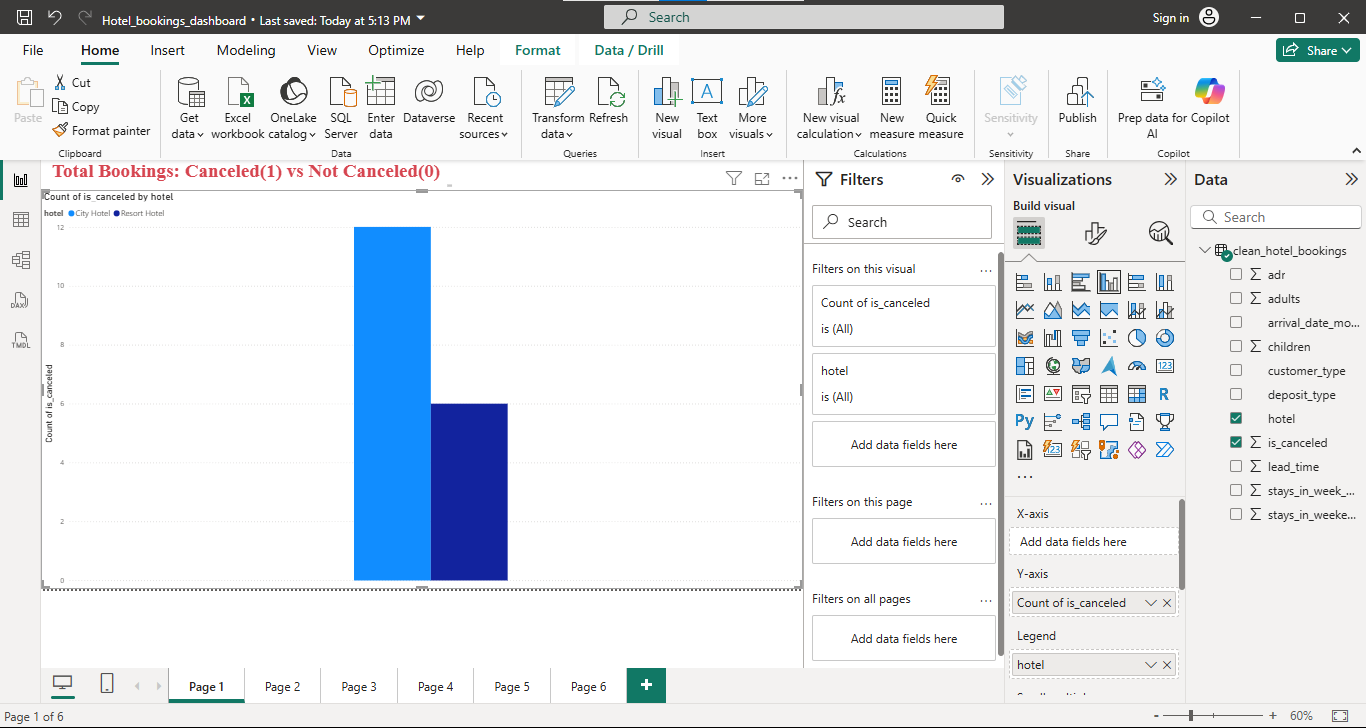 Hotel_bookings_dashboard • Last saved: Today at 5:13 PM
Search
Sign in
File Home Insert Modeling View Optimize Help Format Data / Drill
Share
Paste
Cut
Copy
Format painter
Clipboard
Get data
Excel workbook
OneLake catalog
SQL Server
Enter data
Dataverse
Recent sources
Data
Transform data
Refresh
Queries
New visual
Text box
More visuals
Insert
New visual calculation
New measure
Quick measure
Calculations
Sensitivity
Sensitivity
Publish
Share
Prep data for AI
Copilot
Copilot
DAX
TMDL
Total Bookings: Canceled(1) vs Not Canceled(0)
Count of is_canceled by hotel
hotel City Hotel Resort Hotel
12
10
8
6
4
2
0
Count of is_canceled
Filters
Search
Filters on this visual
Count of is_canceled
is (All)
hotel
is (All)
Add data fields here
Filters on this page
Add data fields here
Filters on all pages
Add data fields here
Visualizations
Build visual
123
R
Py
123
X-axis
Add data fields here
Y-axis
Count of is_canceled
Legend
hotel
Data
Search
clean_hotel_bookings
adr
adults
arrival_date_mo...
children
customer_type
deposit_type
hotel
is_canceled
lead_time
stays_in_week_...
stays_in_weeke...
Page 1
Page 2
Page 3
Page 4
Page 5
Page 6
Page 1 of 6
- + 60%